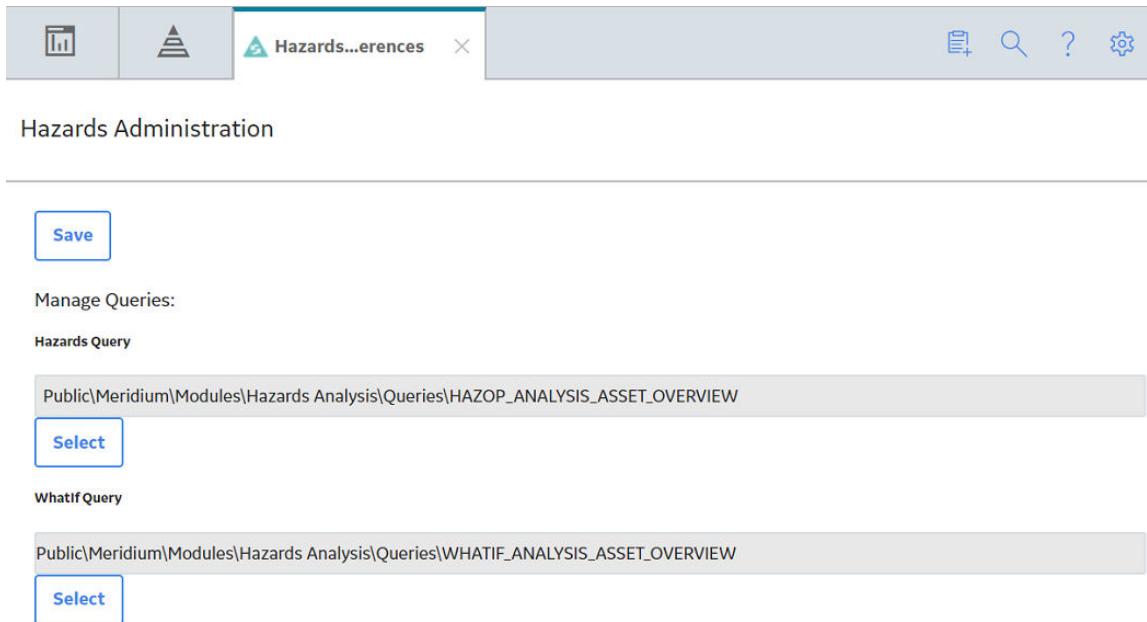 Hazards...erences
Hazards Administration
Save
Manage Queries:
Hazards Query
Public\Meridium\Modules\Hazards Analysis\Queries\HAZOP_ANALYSIS_ASSET_OVERVIEW
Select
WhatIf Query
Public\Meridium\Modules\Hazards Analysis\Queries\WHATIF_ANALYSIS_ASSET_OVERVIEW
Select